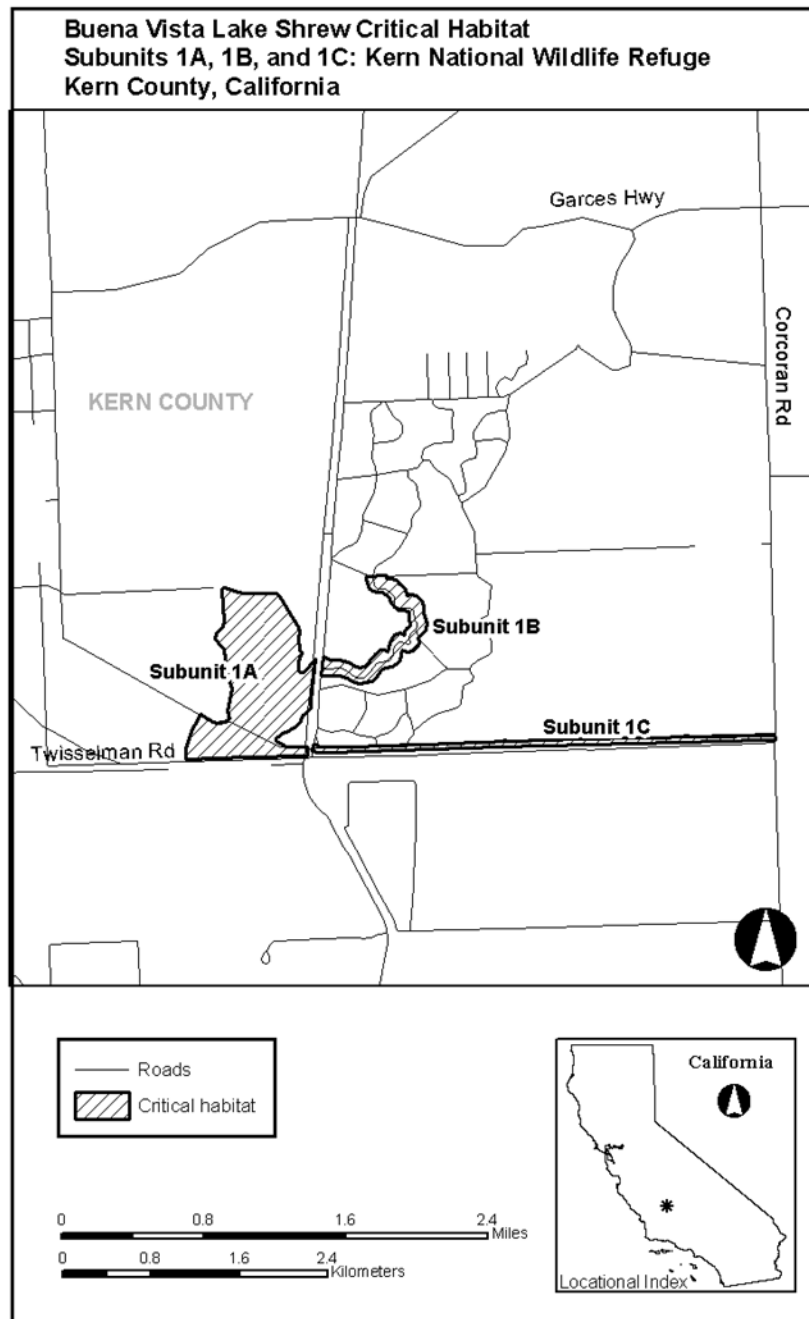 Buena Vista Lake Shrew Critical Habitat
Subunits 1A, 1B, and 1C: Kern National Wildlife Refuge
Kern County, California
Garces Hwy
Corcoran Rd
KERN COUNTY
Subunit 1B
Subunit 1A
Subunit 1C
Twisselman Rd
Roads
Critical habitat
California
0 0.8 1.6 2.4
Miles
0 0.8 1.6 2.4
Kilometers
Locational Index